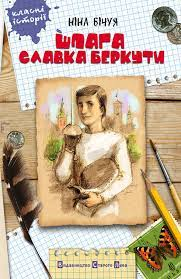 класні
історії
Ніна Бічуя
Шпага
Славка Беркути
Видавництво Старого Лева